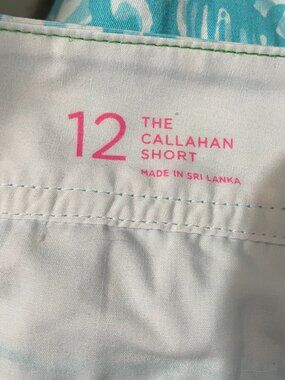 12
THE
CALLAHAN
SHORT
MADE IN SRI LANKA